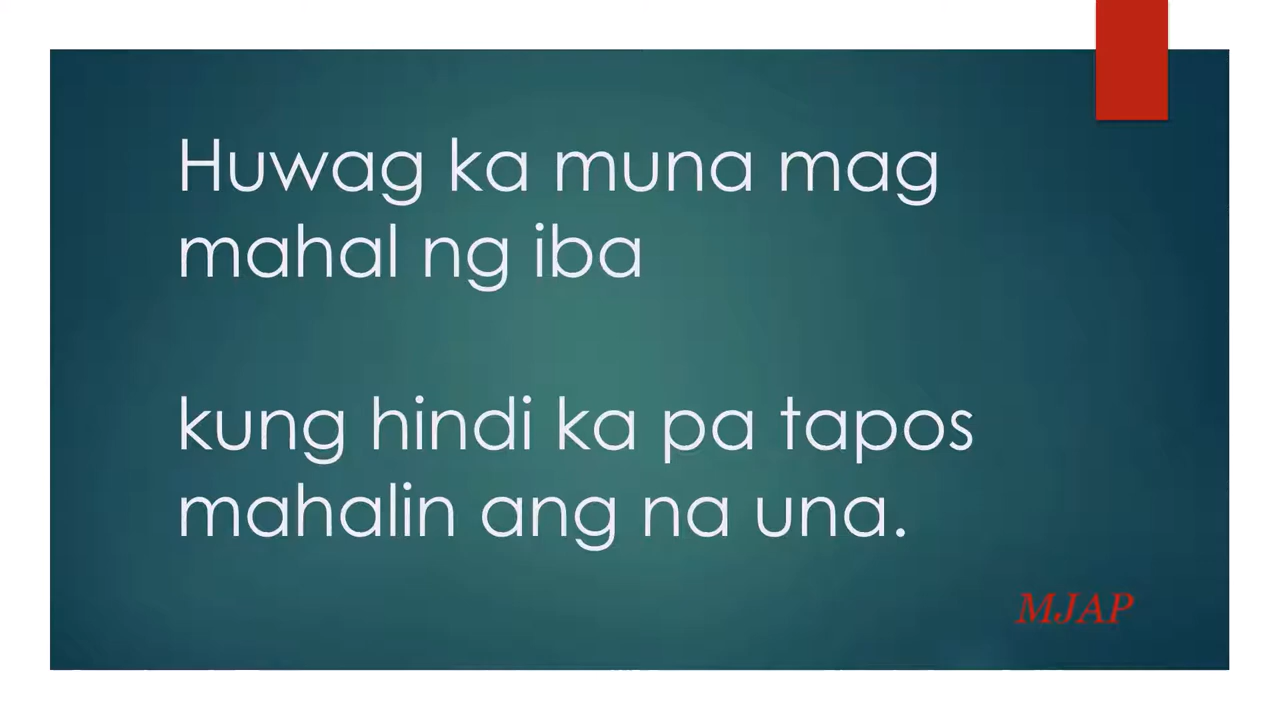 Huwag ka muna mag
mahal ng iba
kung hindi ka pa tapos
mahalin ang na una.
MJAP